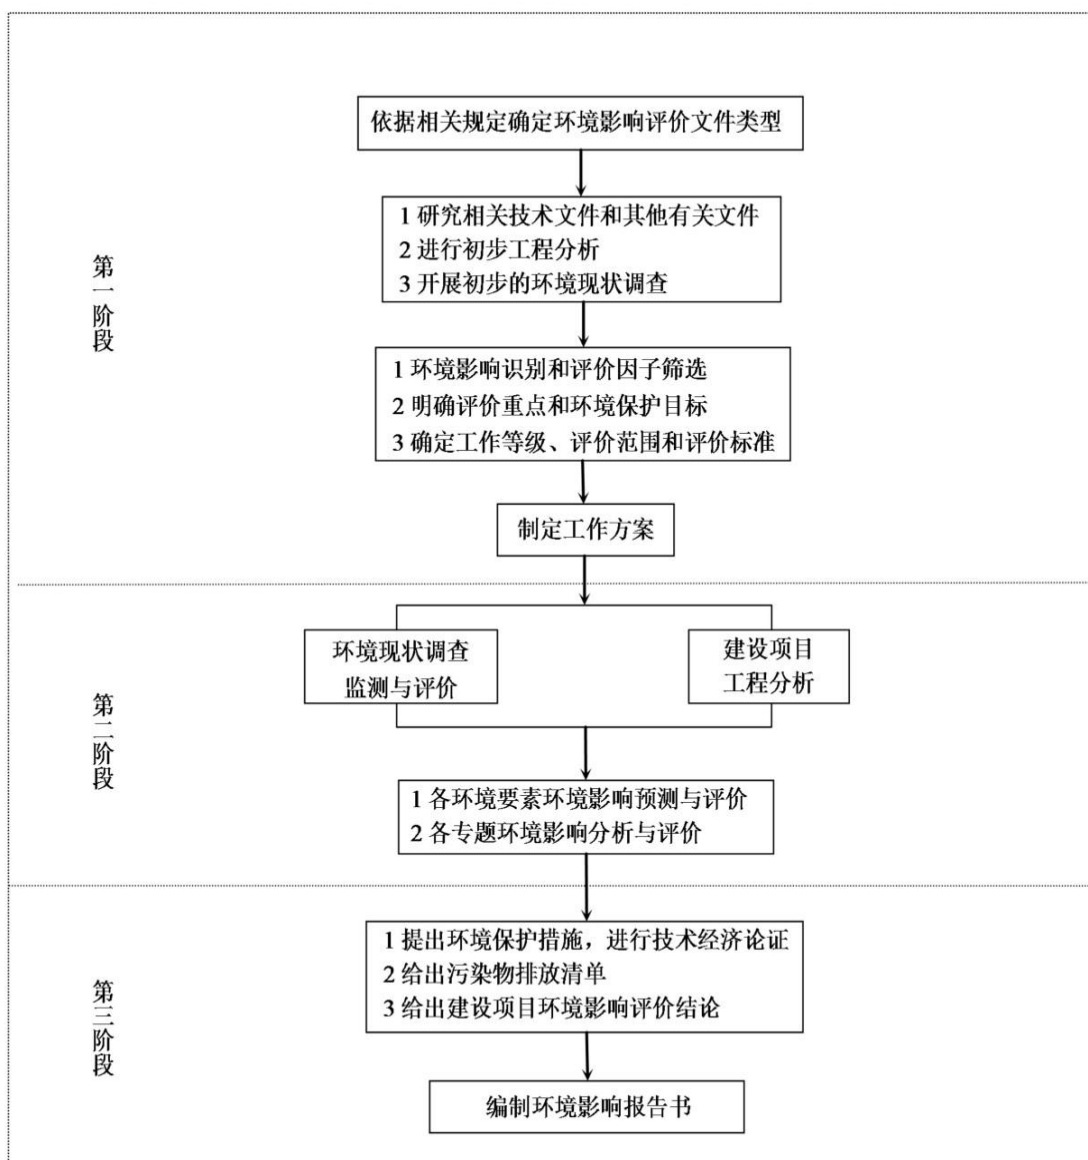 依据相关规定确定环境影响评价文件类型
1 研究相关技术文件和其他有关文件
2 进行初步工程分析
3 开展初步的环境现状调查
第一阶段
1 环境影响识别和评价因子筛选
2 明确评价重点和环境保护目标
3 确定工作等级、评价范围和评价标准
制定工作方案
环境现状调查
监测与评价
建设项目
工程分析
第二阶段
1 各环境要素环境影响预测与评价
2 各专题环境影响分析与评价
1 提出环境保护措施，进行技术经济论证
2 给出污染物排放清单
3 给出建设项目环境影响评价结论
第三阶段
编制环境影响报告书